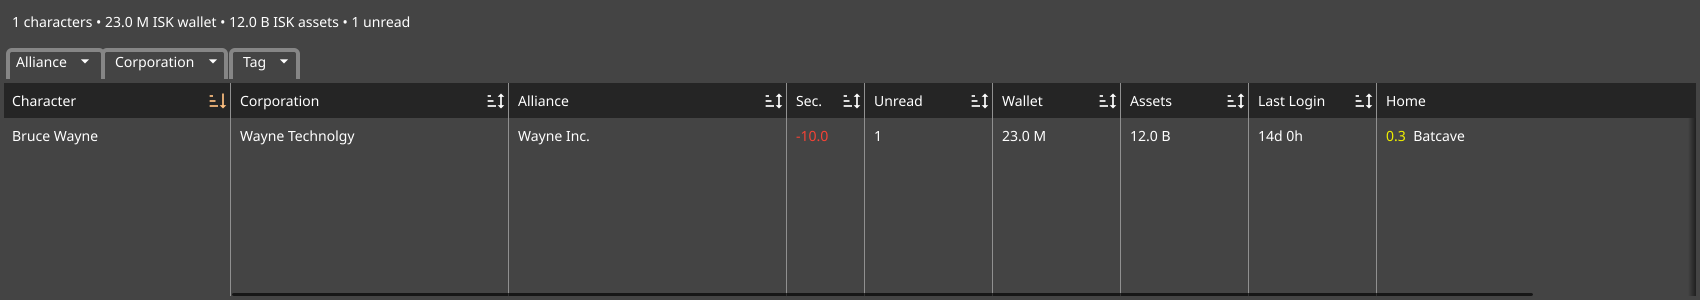 1 characters • 23.0 M ISK wallet • 12.0 B ISK assets • 1 unread
Alliance Corporation Tag
Character Corporation Alliance Sec. Unread Wallet Assets Last Login Home
Bruce Wayne Wayne Technolgy Wayne Inc. -10.0 1 23.0 M 12.0 B 14d 0h 0.3 Batcave